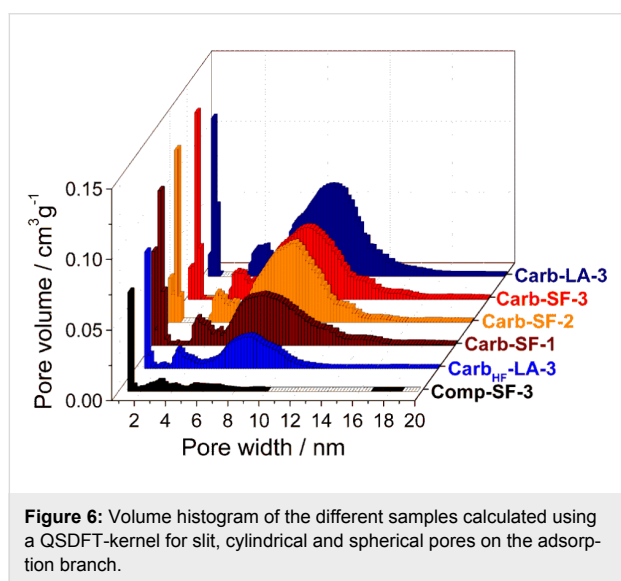 0.15
0.10
0.05
0.00
Pore volume / cm³g⁻¹
2 4 6 8 10 12 14 16 18 20
Pore width / nm
Carb-LA-3
Carb-SF-3
Carb-SF-2
Carb-SF-1
Carb_HF-LA-3
Comp-SF-3
Figure 6: Volume histogram of the different samples calculated using
a QSDFT-kernel for slit, cylindrical and spherical pores on the adsorp-
tion branch.